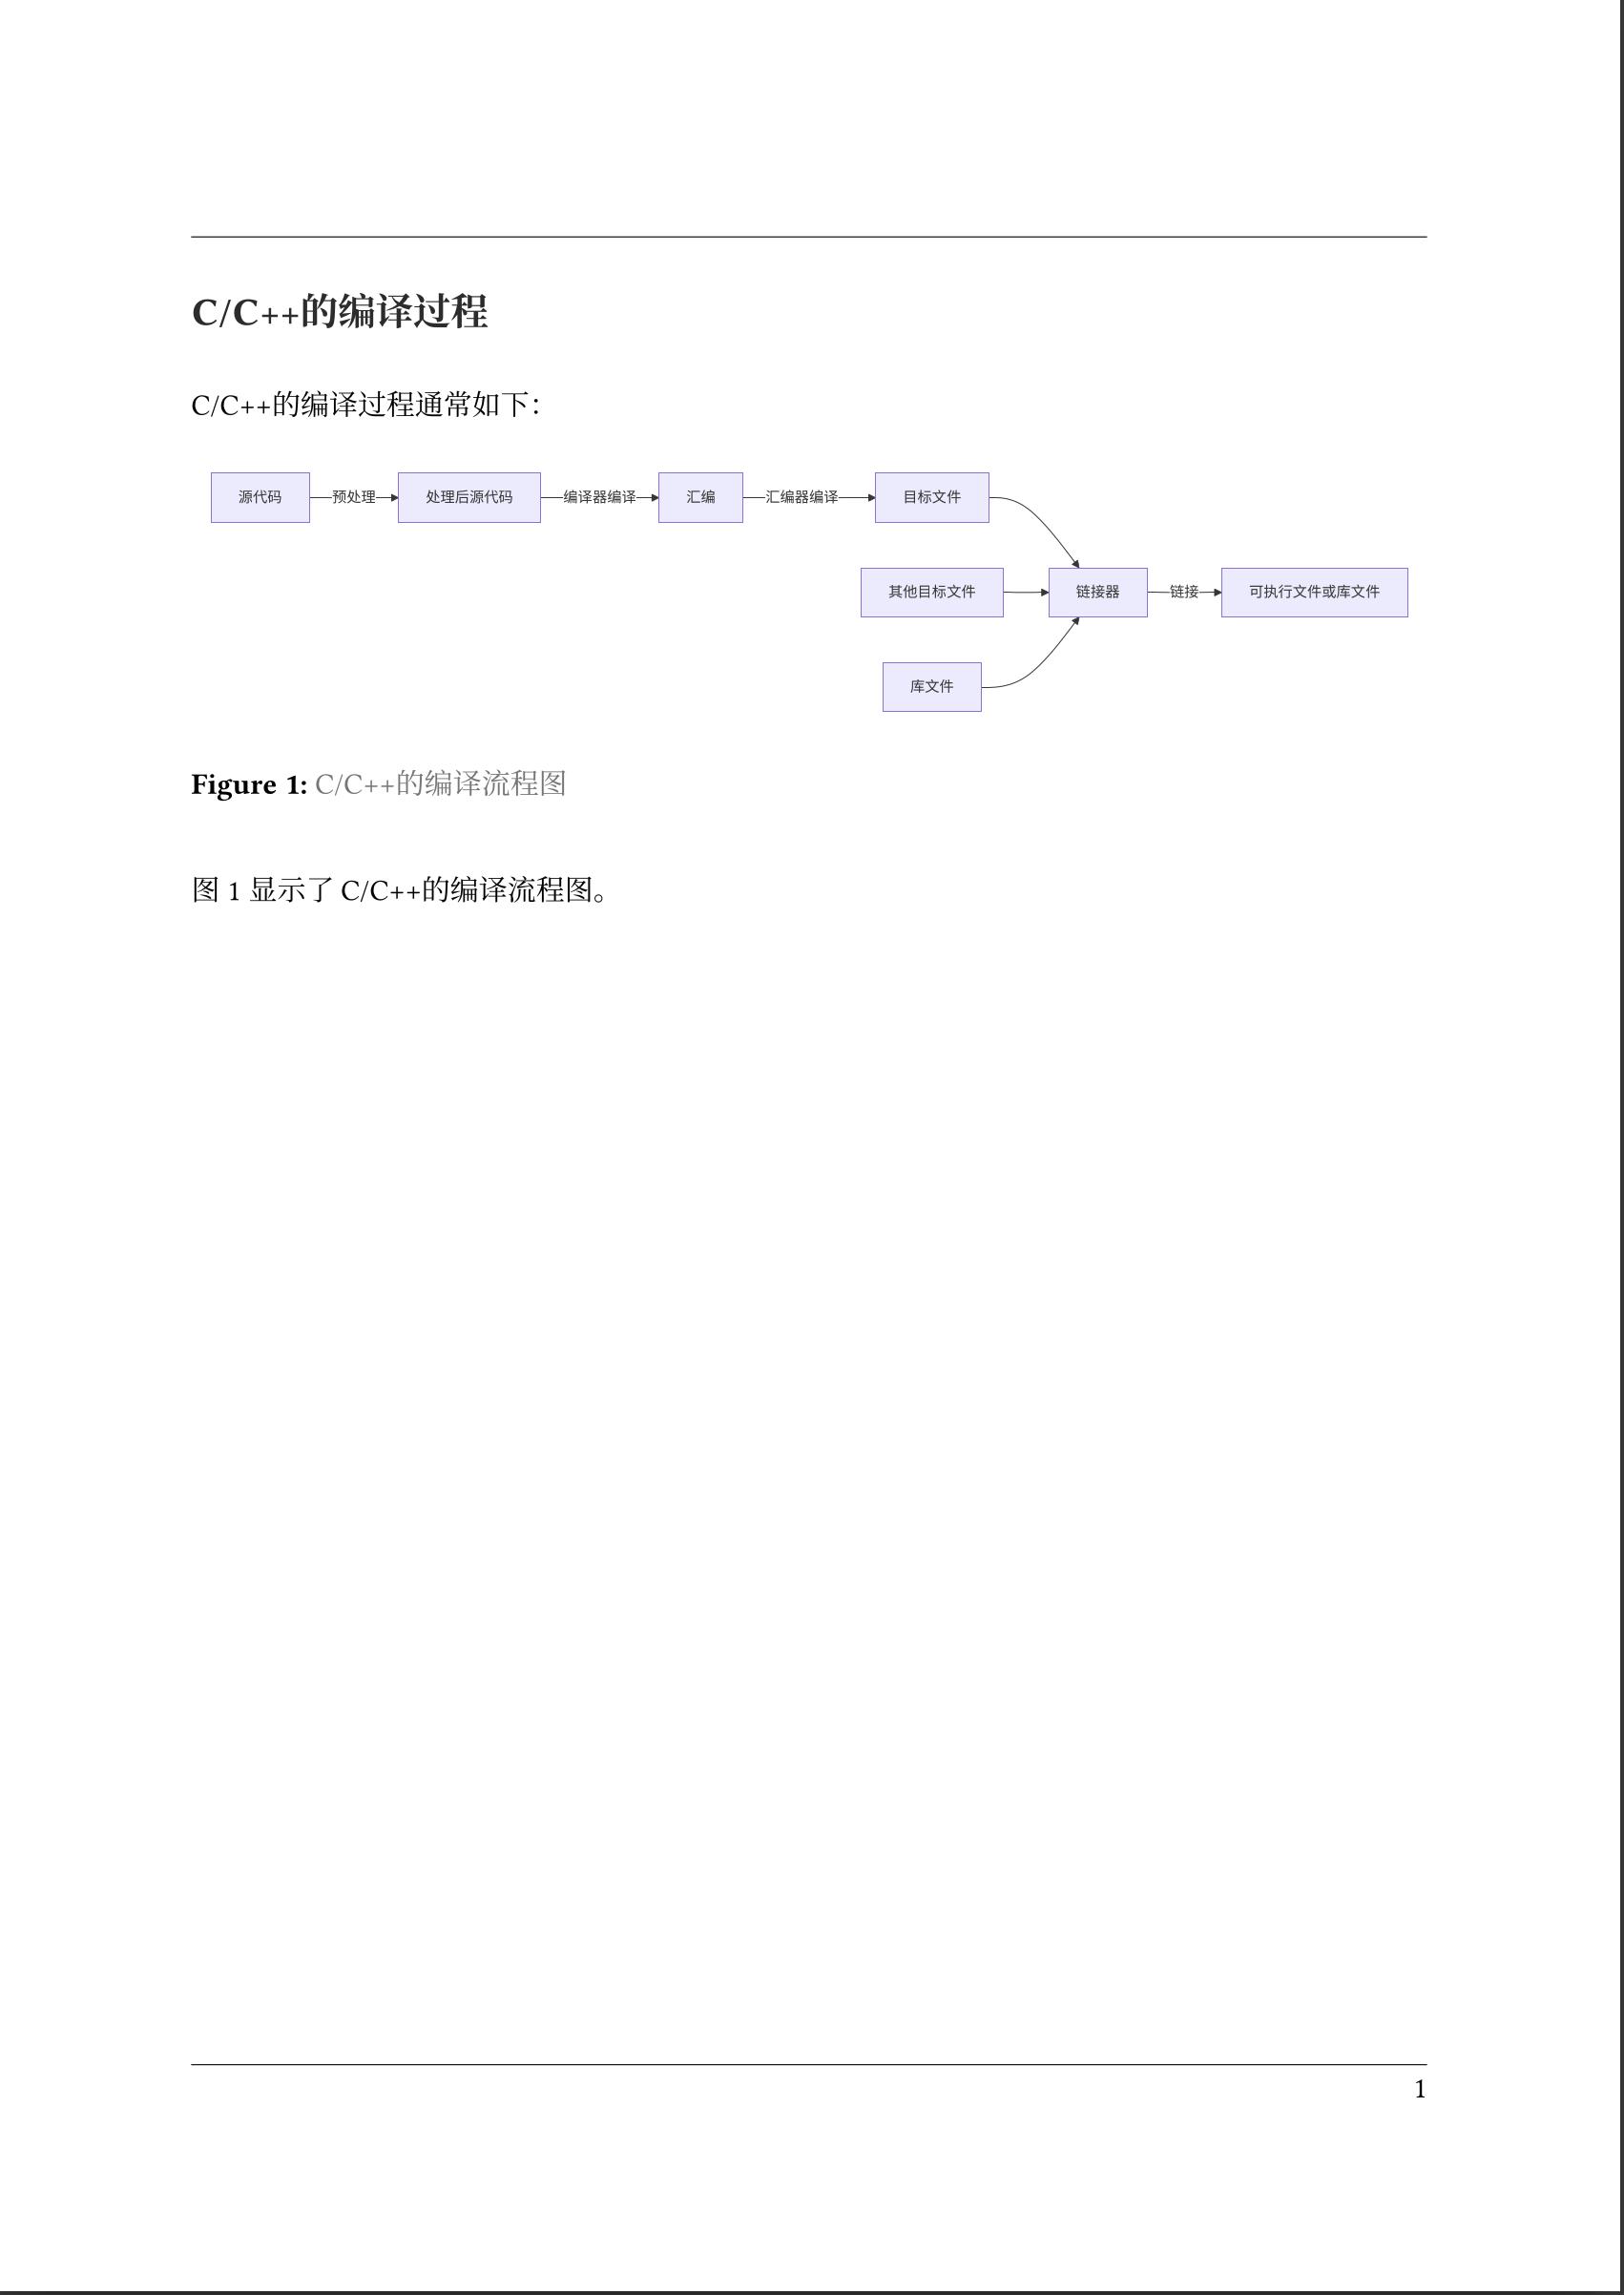 C/C++的编译过程
C/C++的编译过程通常如下：
源代码 预处理 处理后源代码 编译器编译 汇编 汇编器编译 目标文件
其他目标文件 链接器 链接 可执行文件或库文件
库文件
Figure 1: C/C++的编译流程图
图 1 显示了 C/C++的编译流程图。
1